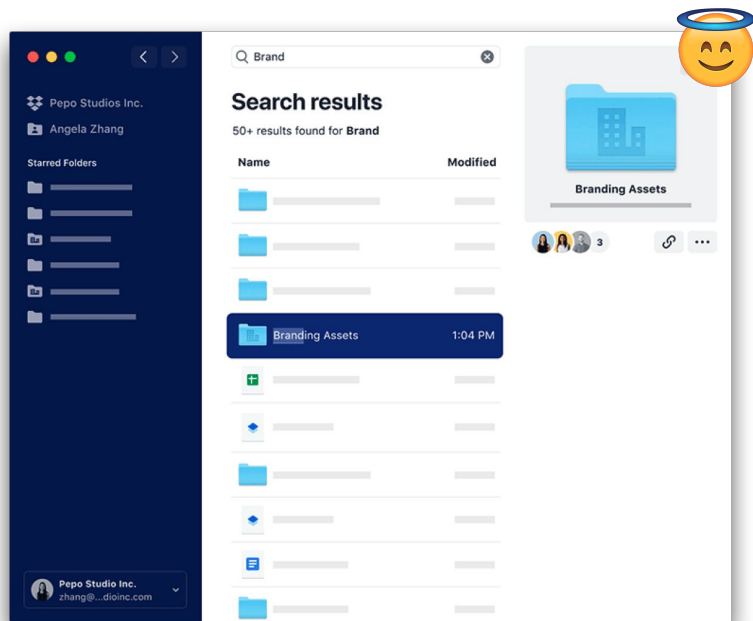 Pepo Studios Inc.
Angela Zhang
Starred Folders
Pepo Studio Inc.
zhang@...dioinc.com
Brand
Search results
50+ results found for Brand
Name Modified
Branding Assets 1:04 PM
Branding Assets
3